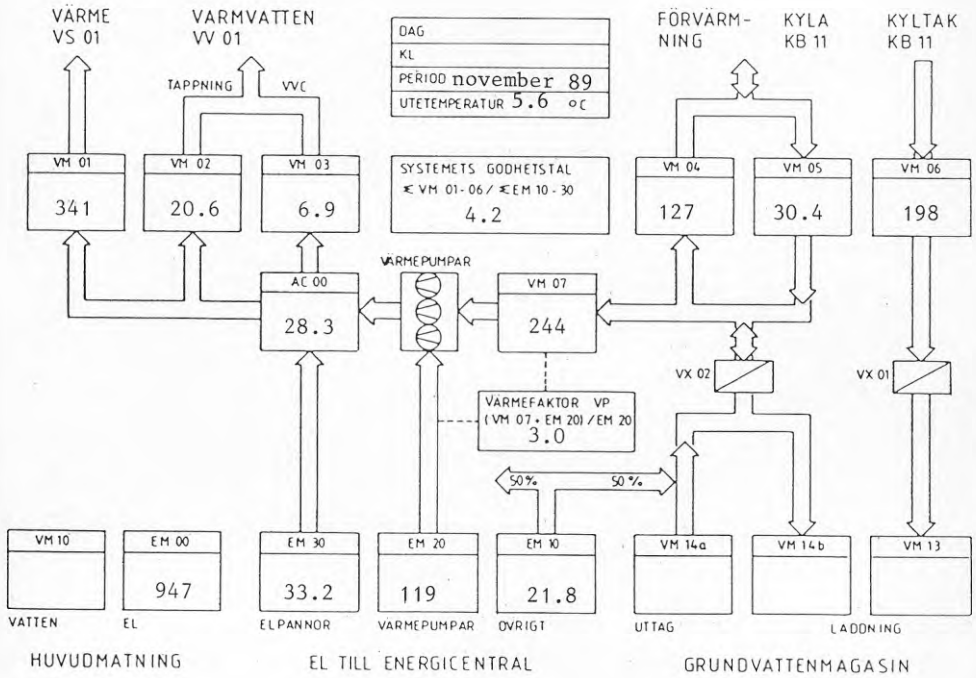 VÄRME
VS 01
VARMVATTEN
VV 01
DAG
KL
PERIOD november 89
UTETEMPERATUR 5.6 °C
FÖRVÄRM-
NING
KYLA
KB 11
KYLTAK
KB 11
TAPPNING
VVC
VM 01
341
VM 02
20.6
VM 03
6.9
SYSTEMETS GODHETSTAL
Σ VM 01-06 / Σ EM 10-30
4.2
VM 04
127
VM 05
30.4
VM 06
198
VÄRMEPUMPAR
AC 00
28.3
VM 07
244
VX 02
VX 01
VÄRMEFAKTOR VP
(VM 07 + EM 20) / EM 20
3.0
50%
50%
VM 10
EM 00
947
EM 30
33.2
EM 20
119
EM 10
21.8
VM 14a
VM 14b
VM 13
VATTEN
EL
ELPANNOR
VÄRMEPUMPAR
ÖVRIGT
UTTAG
LADDNING
HUVUDMATNING
EL TILL ENERGICENTRAL
GRUNDVATTENMAGASIN